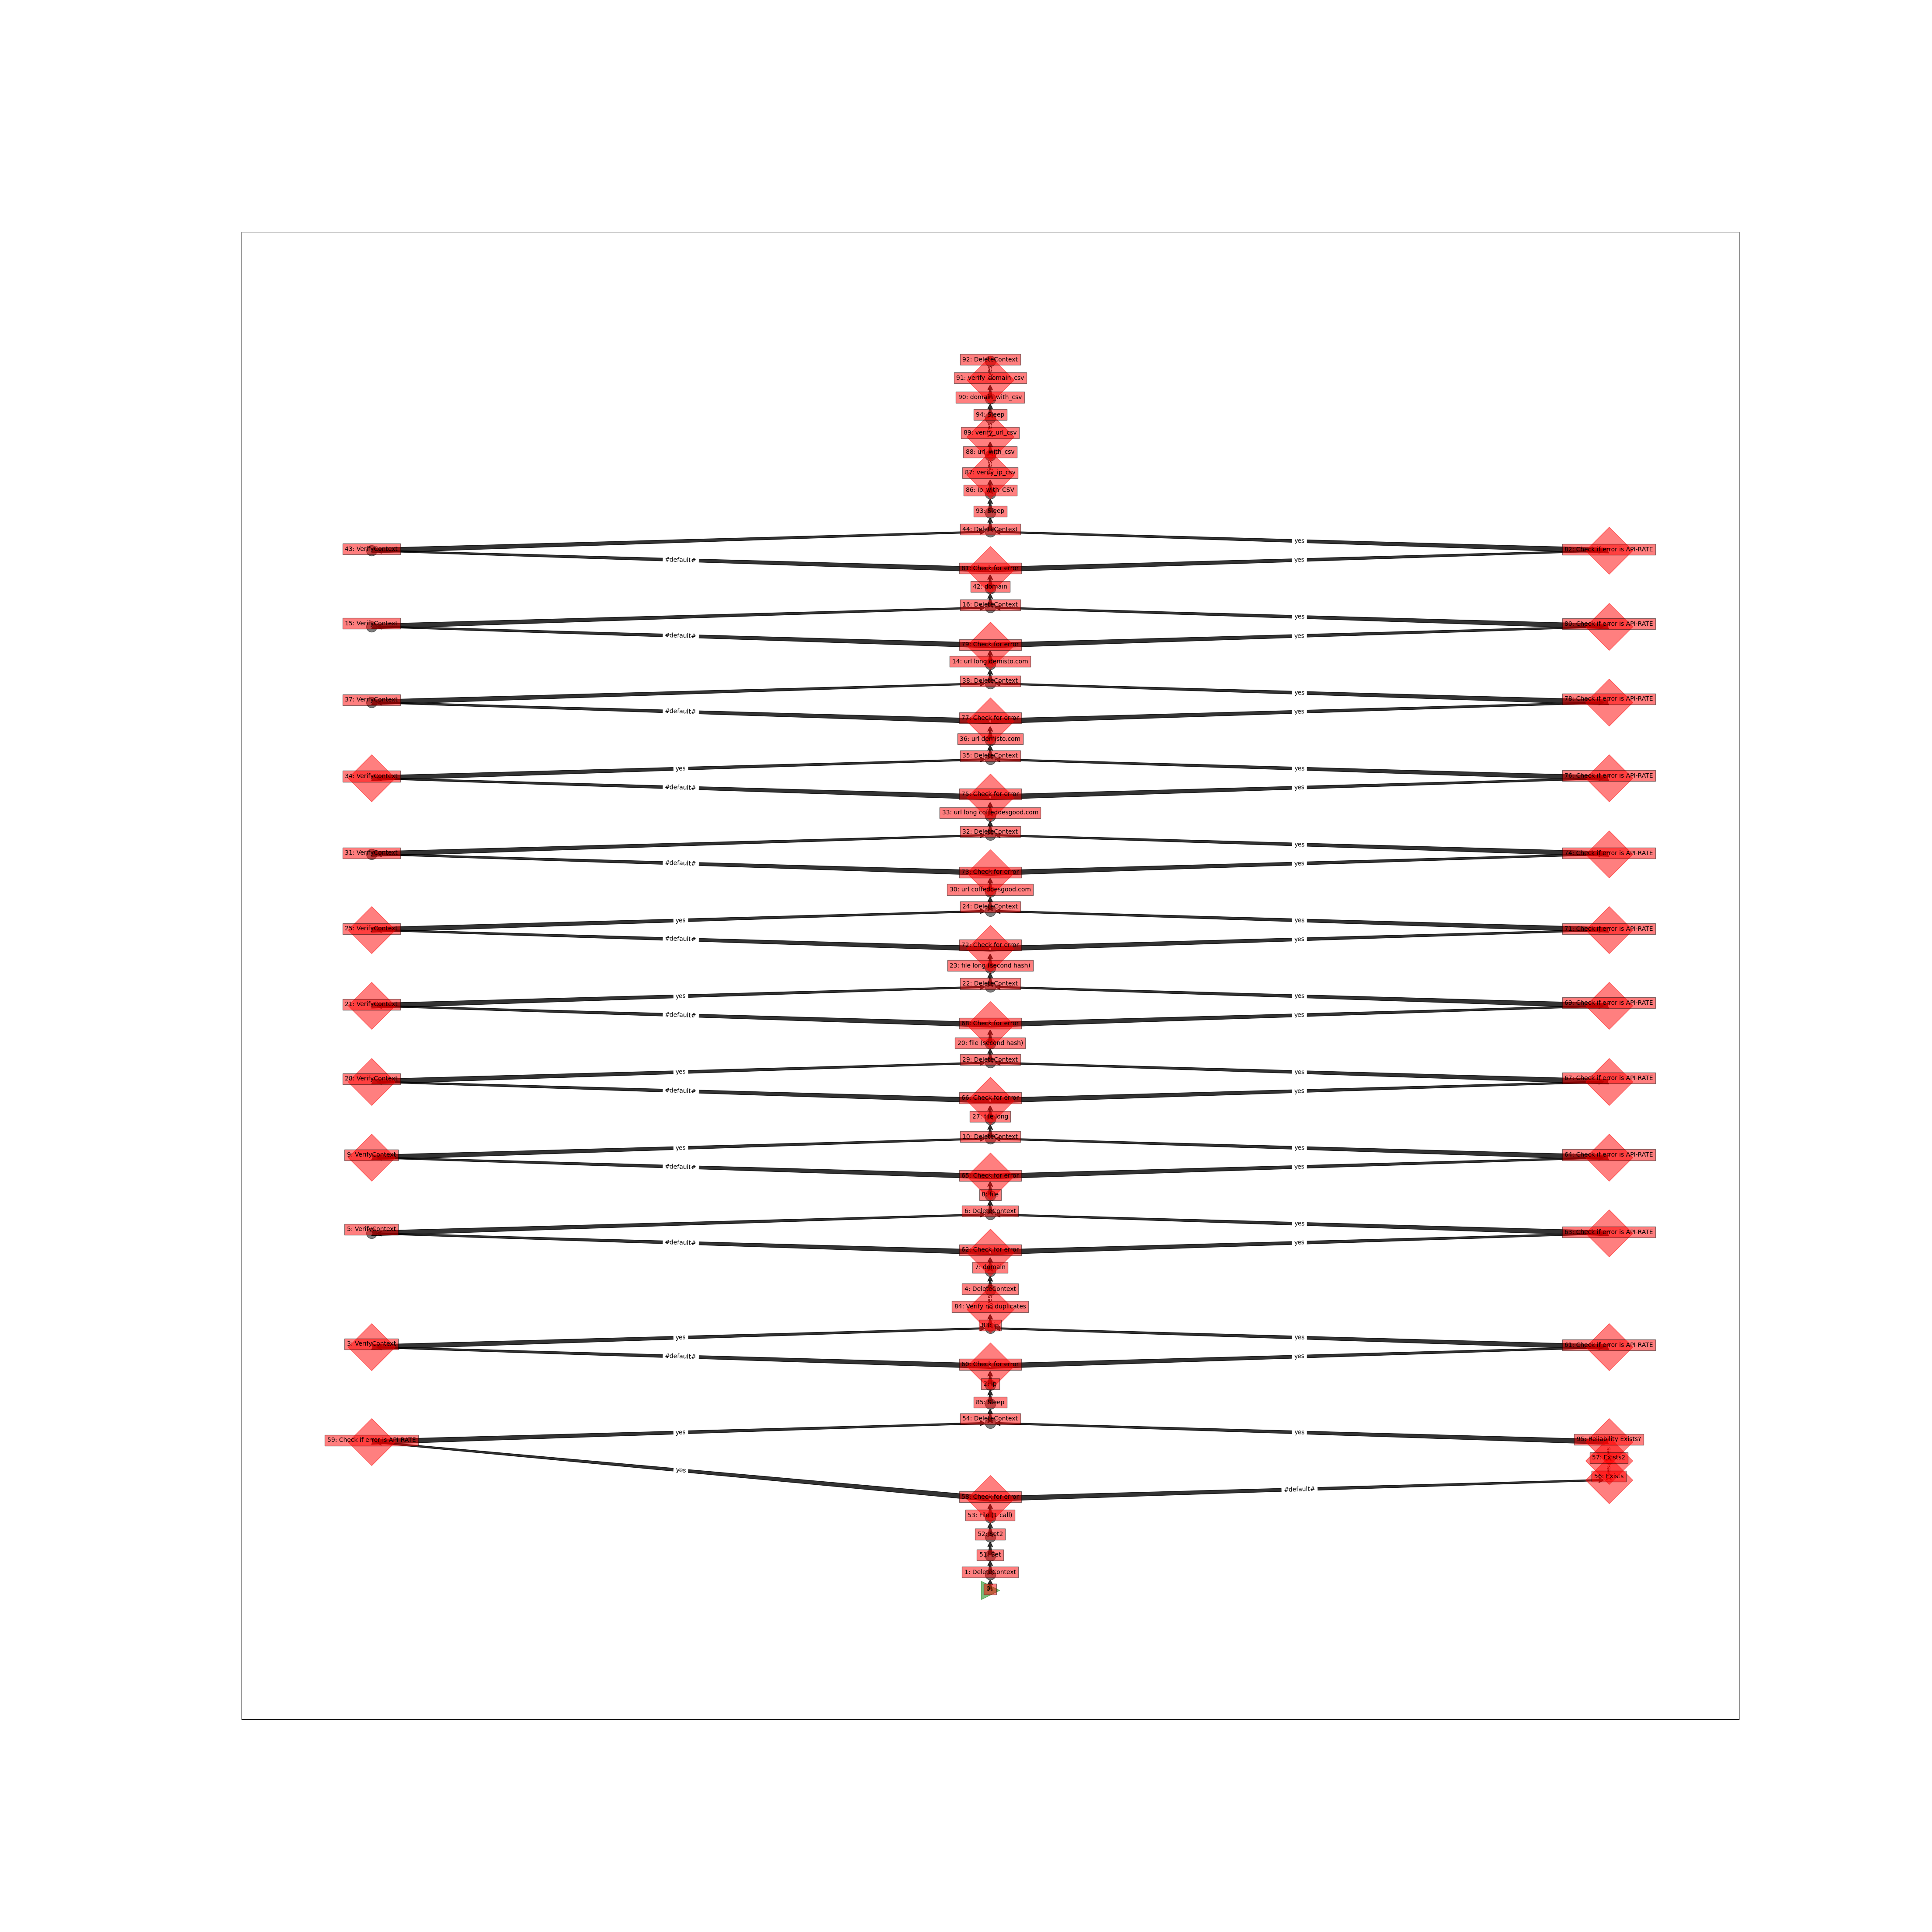 92: DeleteContext
91: verify_domain_csv
90: domain_with_csv
94: Sleep
89: verify_url_csv
88: url_with_csv
87: verify_ip_csv
86: ip_with_CSV
93: Sleep
44: DeleteContext
yes
43: VerifyContext
82: Check if error is API-RATE
#default#
yes
81: Check for error
42: domain
16: DeleteContext
yes
15: VerifyContext
80: Check if error is API-RATE
#default#
yes
79: Check for error
14: url long demisto.com
38: DeleteContext
yes
37: VerifyContext
78: Check if error is API-RATE
#default#
yes
77: Check for error
36: url demisto.com
35: DeleteContext
yes
yes
34: VerifyContext
76: Check if error is API-RATE
#default#
yes
75: Check for error
33: url long coffeedoesgood.com
32: DeleteContext
yes
31: VerifyContext
74: Check if error is API-RATE
#default#
yes
73: Check for error
30: url coffeedoesgood.com
24: DeleteContext
yes
yes
25: VerifyContext
71: Check if error is API-RATE
#default#
yes
72: Check for error
23: file long (second hash)
22: DeleteContext
yes
yes
21: VerifyContext
69: Check if error is API-RATE
#default#
yes
68: Check for error
20: file (second hash)
29: DeleteContext
yes
yes
28: VerifyContext
67: Check if error is API-RATE
#default#
yes
66: Check for error
27: file long
10: DeleteContext
yes
yes
9: VerifyContext
64: Check if error is API-RATE
#default#
yes
65: Check for error
8: file
6: DeleteContext
yes
5: VerifyContext
63: Check if error is API-RATE
#default#
yes
62: Check for error
7: domain
4: DeleteContext
84: Verify no duplicates
83: ip
yes
yes
3: VerifyContext
61: Check if error is API-RATE
#default#
yes
60: Check for error
2: ip
85: Sleep
54: DeleteContext
yes
yes
59: Check if error is API-RATE
95: Reliability Exists?
57: Exists2
yes
56: Exists
#default#
58: Check for error
53: File (1 call)
52: Set2
51: Set
1: DeleteContext
0: